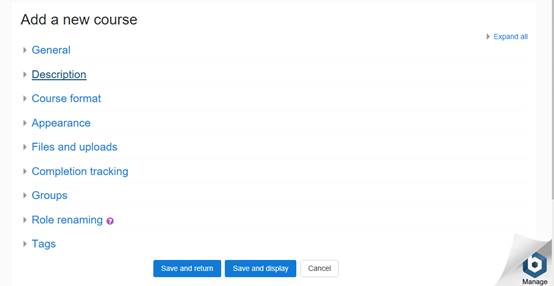 Add a new course
Expand all
General
Description
Course format
Appearance
Files and uploads
Completion tracking
Groups
Role renaming ?
Tags
Save and return Save and display Cancel
Manage